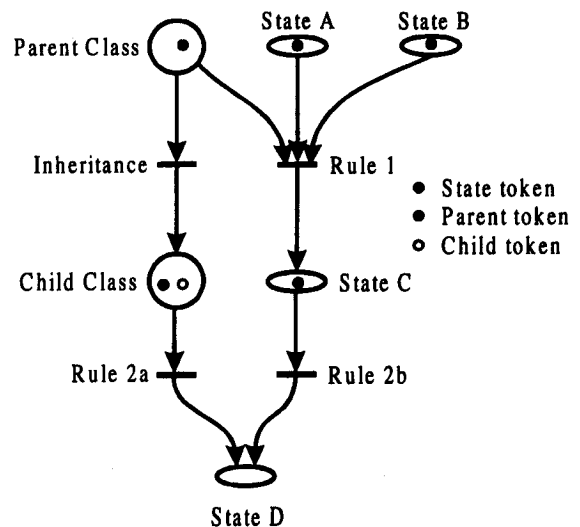 State A
State B
Parent Class
Inheritance
Rule 1
State token
Parent token
Child token
Child Class
State C
Rule 2a
Rule 2b
State D